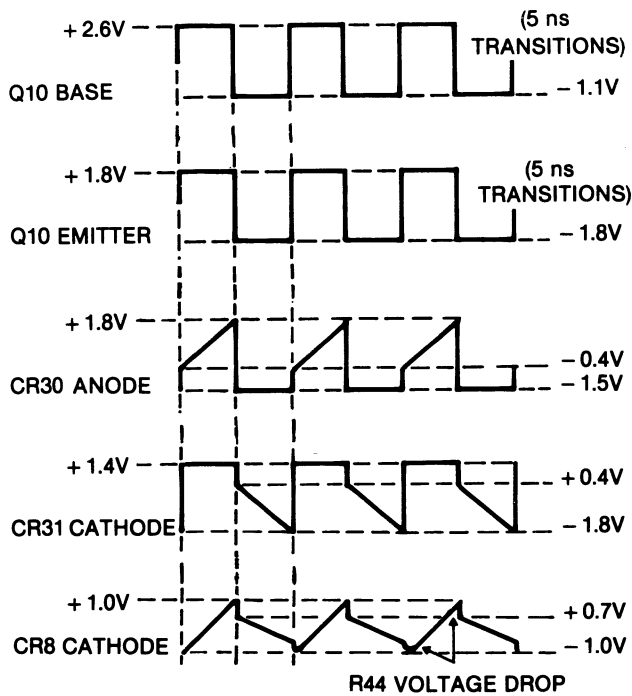 + 2.6V
(5 ns
TRANSITIONS)
Q10 BASE
− 1.1V
+ 1.8V
(5 ns
TRANSITIONS)
Q10 EMITTER
− 1.8V
+ 1.8V
− 0.4V
CR30 ANODE
− 1.5V
+ 1.4V
+ 0.4V
CR31 CATHODE
− 1.8V
+ 1.0V
+ 0.7V
CR8 CATHODE
− 1.0V
R44 VOLTAGE DROP